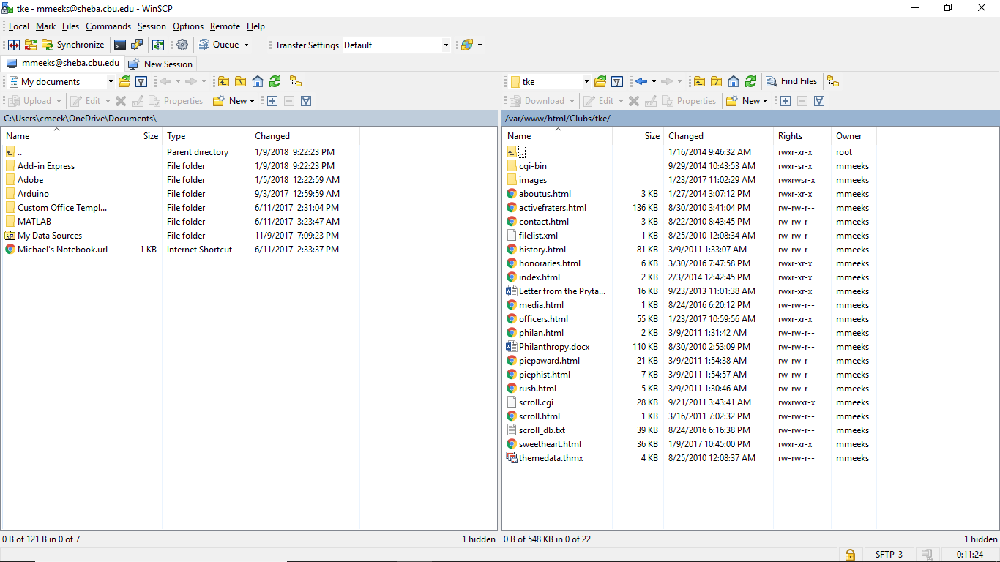 tke - mmeeks@sheba.cbu.edu - WinSCP
Local Mark Files Commands Session Options Remote Help
Synchronize Queue Transfer Settings Default
mmeeks@sheba.cbu.edu New Session
My documents tke Find Files
Upload Edit Properties New Download Edit Properties New
C:\Users\cmeek\OneDrive\Documents\ /var/www/html/Clubs/tke/
Name Size Type Changed Name Size Changed Rights Owner
.. Parent directory 1/9/2018 9:22:23 PM .. 1/16/2014 9:46:32 AM rwxr-xr-x root
Add-in Express File folder 1/9/2018 9:22:23 PM cgi-bin 9/29/2014 10:43:53 AM rwxr-sr-x mmeeks
Adobe File folder 1/5/2018 12:22:59 AM images 1/23/2017 11:02:29 AM rwxrwsr-x mmeeks
Arduino File folder 9/3/2017 12:59:59 AM aboutus.html 3 KB 1/27/2014 3:07:12 PM rwxr-xr-x mmeeks
Custom Office Templ... File folder 6/11/2017 2:31:04 PM activefraters.html 136 KB 8/30/2010 3:41:04 PM rw-rw-r-- mmeeks
MATLAB File folder 6/11/2017 3:23:47 AM contact.html 3 KB 8/22/2010 8:43:45 PM rw-rw-r-- mmeeks
My Data Sources File folder 11/9/2017 7:09:23 PM filelist.xml 1 KB 8/25/2010 12:08:34 AM rw-rw-r-- mmeeks
Michael's Notebook.url 1 KB Internet Shortcut 6/11/2017 2:33:37 PM history.html 81 KB 3/9/2011 1:33:07 AM rw-rw-r-- mmeeks
honoraries.html 6 KB 3/30/2016 7:47:58 PM rwxr-xr-x mmeeks
index.html 2 KB 2/3/2014 12:42:45 PM rwxr-xr-x mmeeks
Letter from the Pryta... 16 KB 9/23/2013 11:01:38 AM rwxr-xr-x mmeeks
media.html 1 KB 8/24/2016 6:20:12 PM rw-rw-r-- mmeeks
officers.html 55 KB 1/23/2017 10:59:56 AM rwxr-xr-x mmeeks
philan.html 2 KB 3/9/2011 1:31:42 AM rw-rw-r-- mmeeks
Philanthropy.docx 110 KB 8/30/2010 2:53:09 PM rw-rw-r-- mmeeks
piepaward.html 21 KB 3/9/2011 1:54:38 AM rw-rw-r-- mmeeks
piephist.html 7 KB 3/9/2011 1:54:57 AM rw-rw-r-- mmeeks
rush.html 5 KB 3/9/2011 1:30:46 AM rw-rw-r-- mmeeks
scroll.cgi 28 KB 9/21/2011 3:43:41 AM rwxrwxr-x mmeeks
scroll.html 1 KB 3/16/2011 7:02:32 PM rw-rw-r-- mmeeks
scroll_db.txt 39 KB 8/24/2016 6:16:38 PM rw-rw-r-- mmeeks
sweetheart.html 36 KB 1/9/2017 10:45:00 PM rwxr-xr-x mmeeks
themedata.thmx 4 KB 8/25/2010 12:08:37 AM rw-rw-r-- mmeeks
0 B of 121 B in 0 of 7 1 hidden 0 B of 548 KB in 0 of 22 1 hidden
SFTP-3 0:11:24